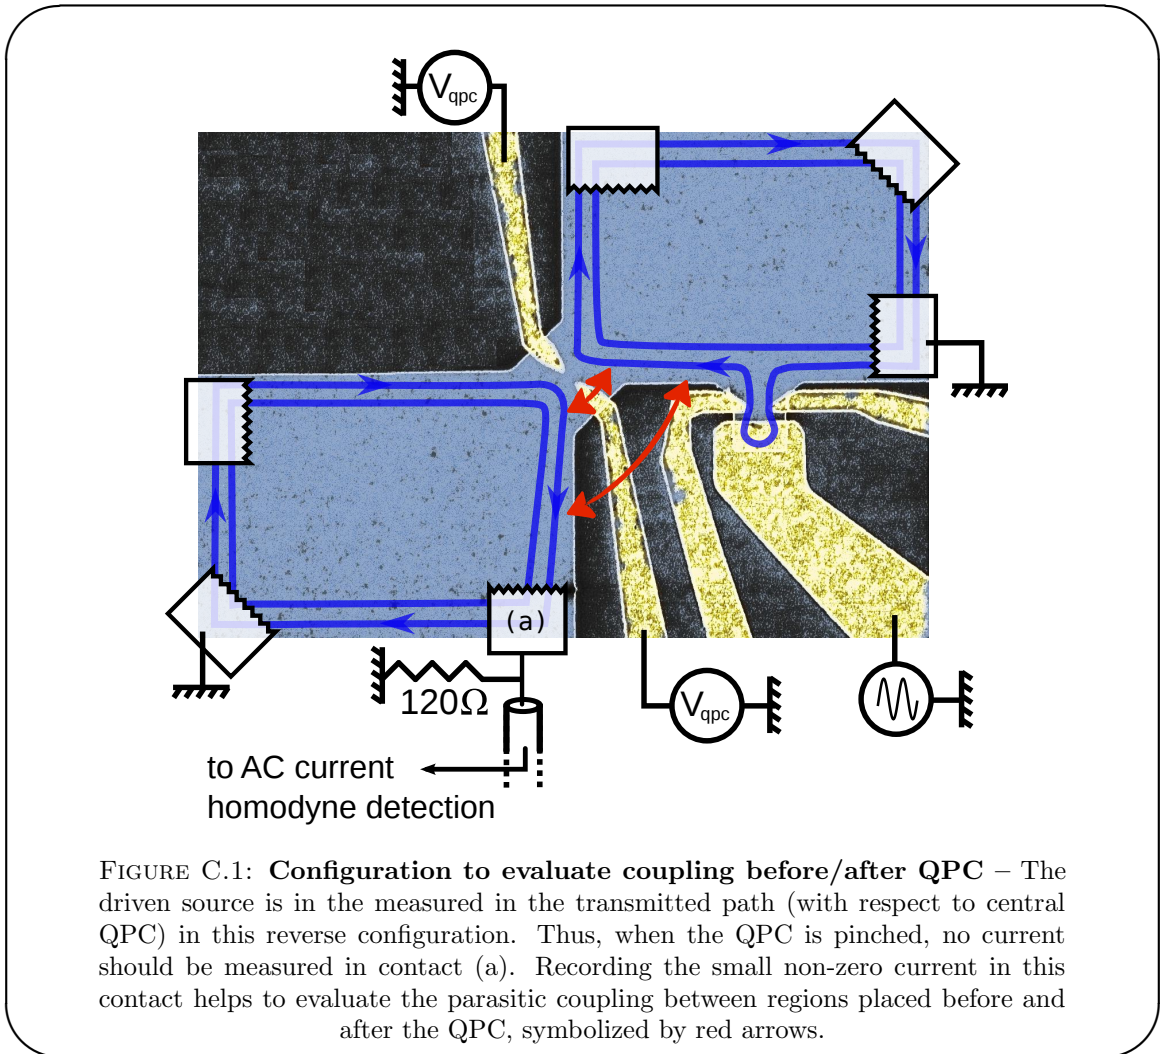 Vqpc
(a)
120Ω
Vqpc
to AC current
homodyne detection
FIGURE C.1: Configuration to evaluate coupling before/after QPC – The
driven source is in the measured in the transmitted path (with respect to central
QPC) in this reverse configuration. Thus, when the QPC is pinched, no current
should be measured in contact (a). Recording the small non-zero current in this
contact helps to evaluate the parasitic coupling between regions placed before and
after the QPC, symbolized by red arrows.